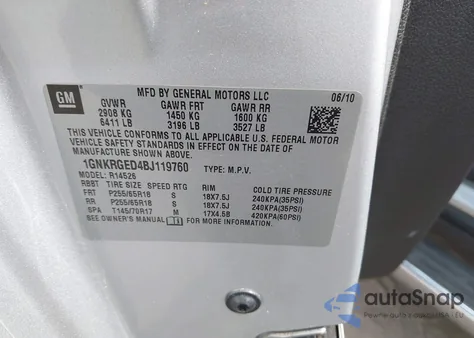 GM
MFD BY GENERAL MOTORS LLC 06/10
GVWR GAWR FRT GAWR RR
2908 KG 1450 KG 1600 KG
6411 LB 3196 LB 3527 LB
THIS VEHICLE CONFORMS TO ALL APPLICABLE U.S. FEDERAL MOTOR
VEHICLE SAFETY STANDARDS IN EFFECT ON THE DATE OF
MANUFACTURE SHOWN ABOVE.
1GNKRGED4BJ119760 TYPE: M.P.V.
MODEL: R14526
RBBT TIRE SIZE SPEED RTG RIM COLD TIRE PRESSURE
FRT P255/65R18 S 18X7.5J 240KPA(35PSI)
RR P255/65R18 S 18X7.5J 240KPA(35PSI)
SPA T145/70R17 M 17X4.5B 420KPA(60PSI)
SEE OWNER'S MANUAL FOR MORE INFORMATION.
autoSnap